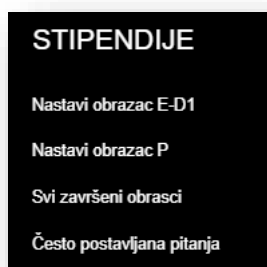 STIPENDIJE
Nastavi obrazac E-D1
Nastavi obrazac P
Svi završeni obrasci
Često postavljana pitanja